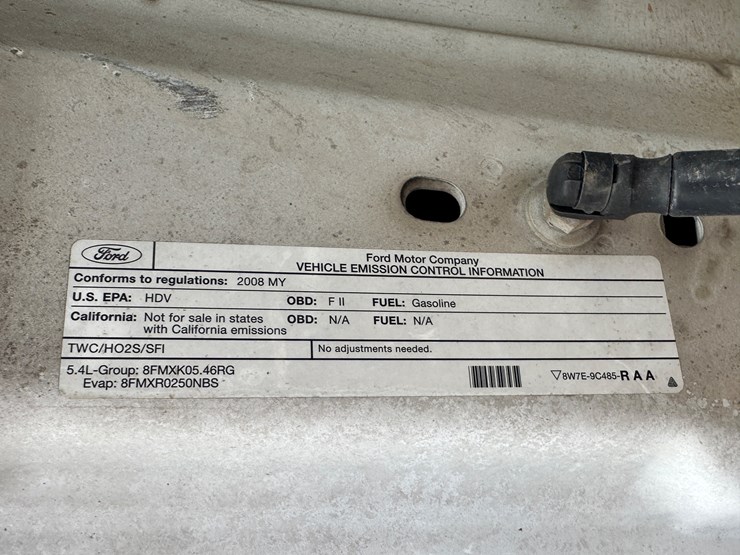 Ford
Ford Motor Company
VEHICLE EMISSION CONTROL INFORMATION
Conforms to regulations: 2008 MY
U.S. EPA: HDV OBD: F II FUEL: Gasoline
California: Not for sale in states OBD: N/A FUEL: N/A
with California emissions
TWC/HO2S/SFI No adjustments needed.
5.4L-Group: 8FMXK05.46RG
Evap: 8FMXR0250NBS
▽8W7E-9C485-RAA